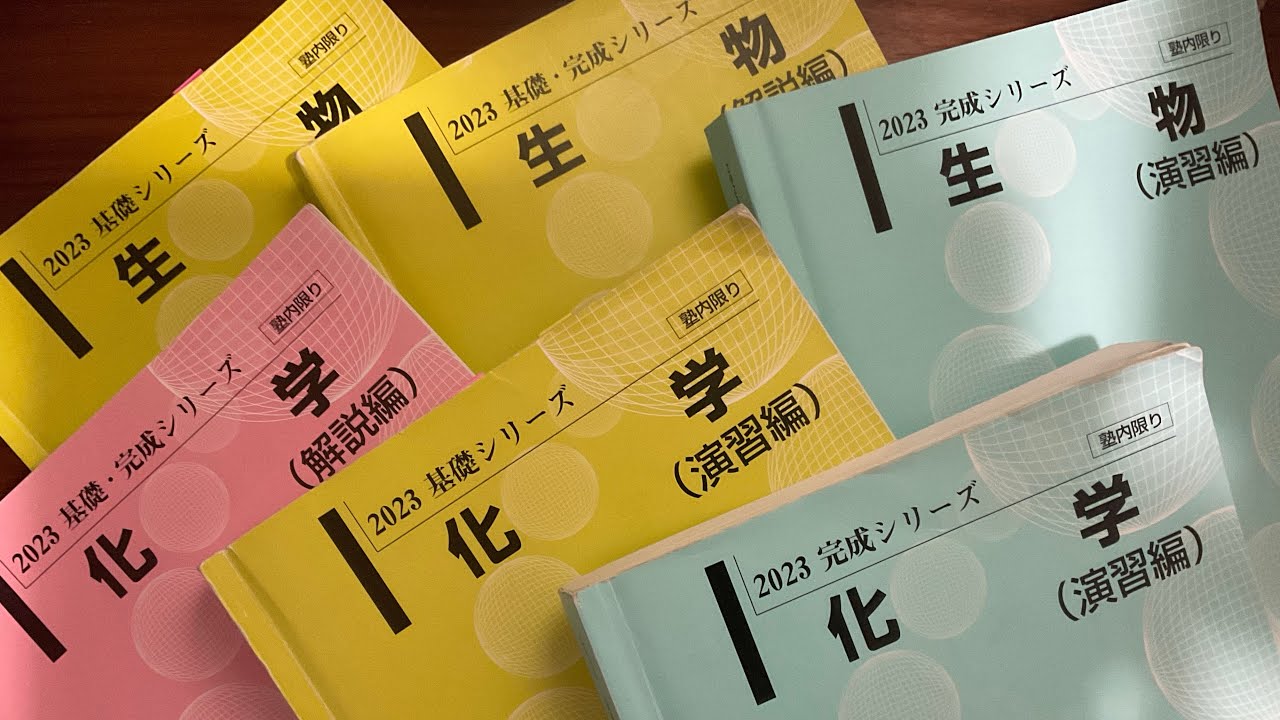 塾内限り
2023 基礎シリーズ
生 物
2023 基礎・完成シリーズ
生 物
(解説編)
塾内限り
2023 完成シリーズ
生 物
(演習編)
塾内限り
2023 基礎・完成シリーズ
化 学
(解説編)
塾内限り
2023 基礎シリーズ
化 学
(演習編)
塾内限り
2023 完成シリーズ
化 学
(演習編)